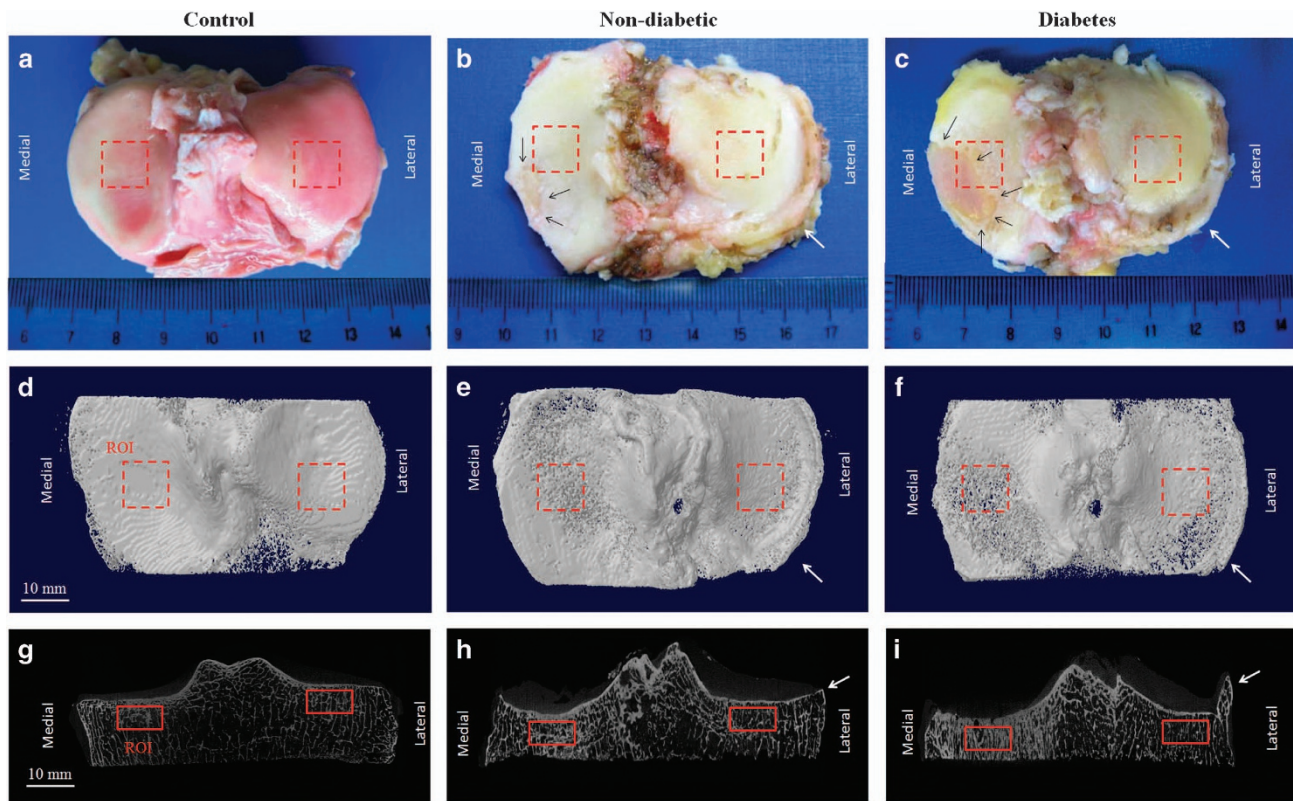 Control
Non-diabetic
Diabetes
a
Medial
Lateral
6 7 8 9 10 11 12 13 14
b
Medial
Lateral
9 10 11 12 13 14 15 16 17
c
Medial
Lateral
6 7 8 9 10 11 12 13 14
d
Medial
ROI
Lateral
10 mm
e
Medial
Lateral
f
Medial
Lateral
g
Medial
ROI
Lateral
10 mm
h
Medial
Lateral
i
Medial
Lateral